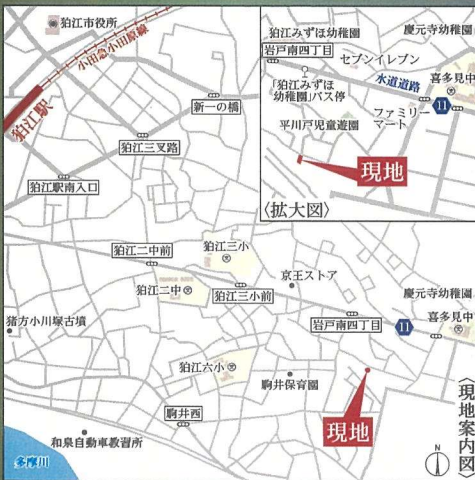 狛江市役所
小田急小田原線
狛江駅
新一の橋
狛江三叉路
狛江駅南入口
狛江みずほ幼稚園
慶元寺幼稚園
岩戸南四丁目
セブンイレブン
喜多見中
水道道路
「狛江みずほ
幼稚園」バス停
11
ファミリー
マート
平川戸児童遊園
現地
〈拡大図〉
狛江二中前
狛江三小
京王ストア
狛江二中
狛江三小前
慶元寺幼稚園
猪方小川塚古墳
岩戸南四丁目
11
喜多見中
狛江六小
駒井保育園
駒井西
現地
和泉自動車教習所
多摩川
N
〈現地案内図〉